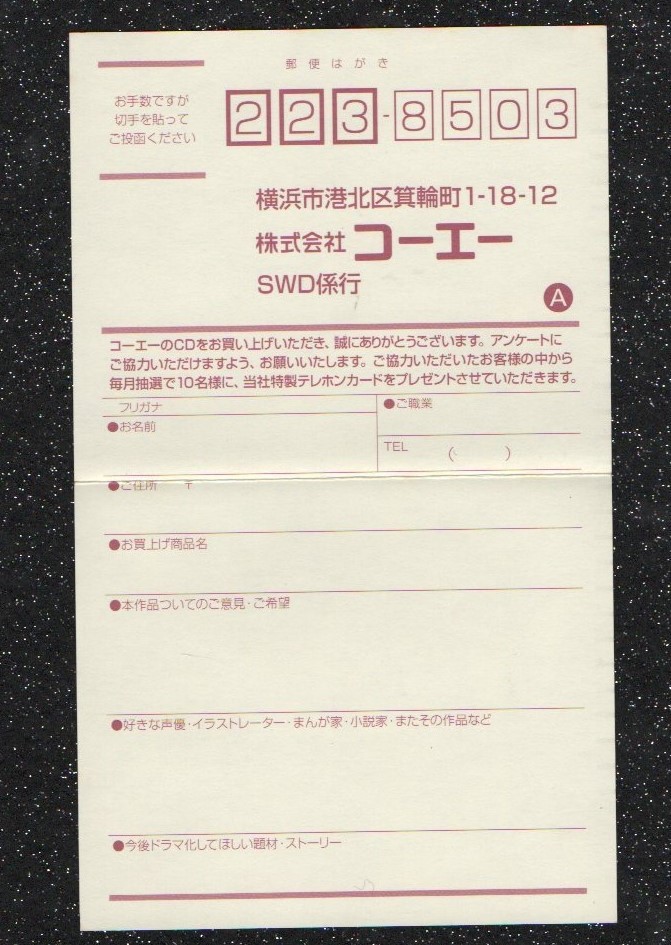 郵便はがき
お手数ですが
切手を貼って
ご投函ください
223-8503
横浜市港北区箕輪町1-18-12
株式会社 コーエー
SWD係行
A
コーエーのCDをお買い上げいただき、誠にありがとうございます。アンケートに
ご協力いただけますよう、お願いいたします。ご協力いただいたお客様の中から
毎月抽選で10名様に、当社特製テレホンカードをプレゼントさせていただきます。
フリガナ
●お名前
●ご職業
TEL ( )
●ご住所 〒
●お買上げ商品名
●本作品ついてのご意見・ご希望
●好きな声優・イラストレーター・まんが家・小説家・またその作品など
●今後ドラマ化してほしい題材・ストーリー